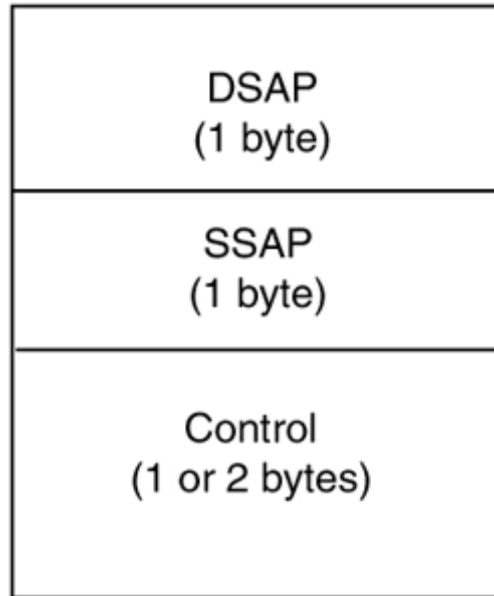 DSAP
(1 byte)
SSAP
(1 byte)
Control
(1 or 2 bytes)